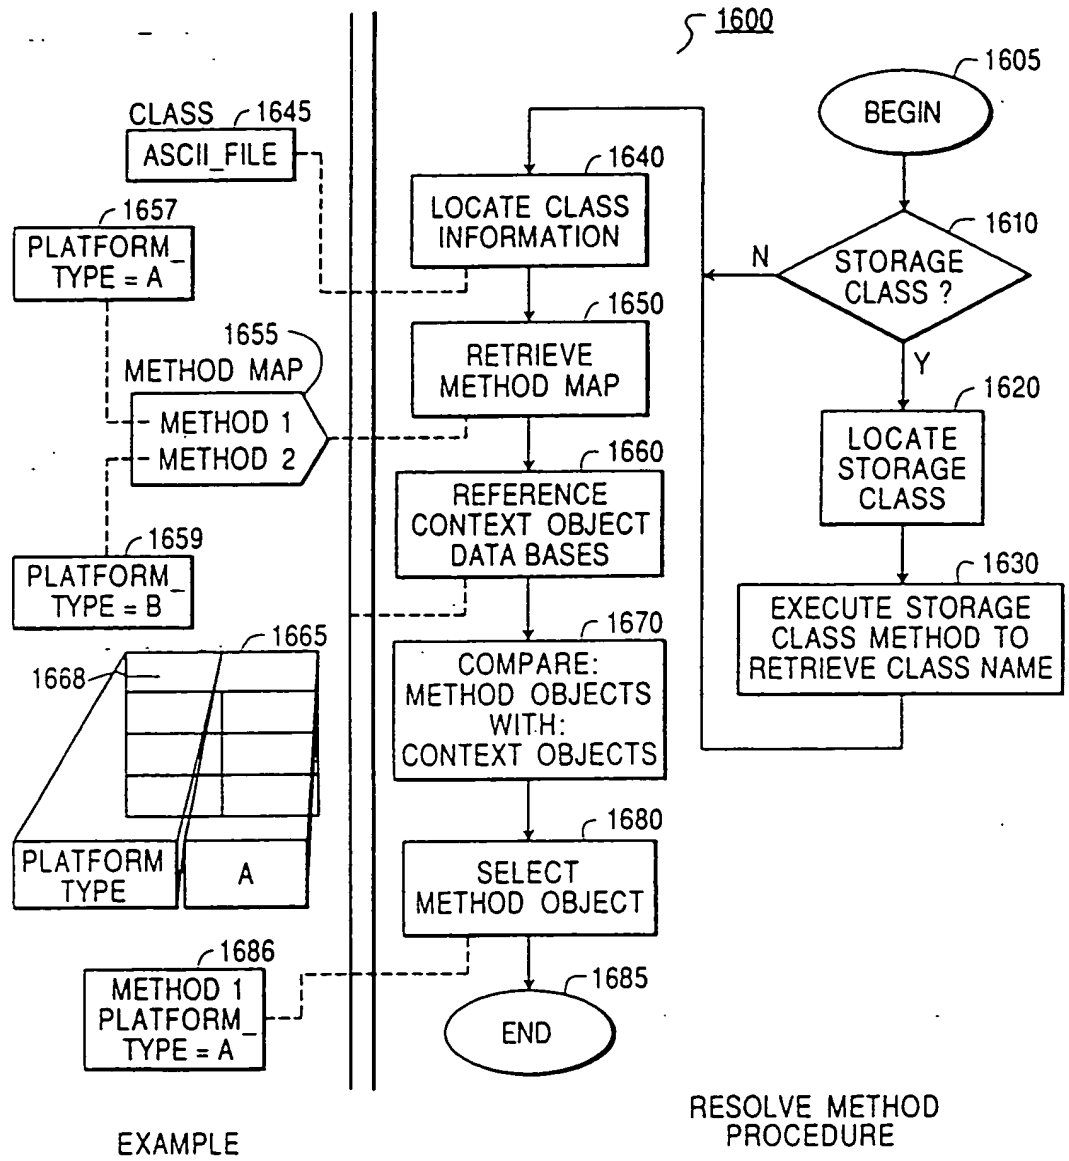 1600
1605
BEGIN
CLASS
1645
ASCII_FILE
1640
LOCATE CLASS
INFORMATION
1657
PLATFORM_
TYPE = A
1610
STORAGE
CLASS ?
N
Y
1650
RETRIEVE
METHOD MAP
1655
METHOD MAP
METHOD 1
METHOD 2
1620
LOCATE
STORAGE
CLASS
1660
REFERENCE
CONTEXT OBJECT
DATA BASES
1659
PLATFORM_
TYPE = B
1630
EXECUTE STORAGE
CLASS METHOD TO
RETRIEVE CLASS NAME
1665
1668
1670
COMPARE:
METHOD OBJECTS
WITH:
CONTEXT OBJECTS
PLATFORM
TYPE
A
1680
SELECT
METHOD OBJECT
1686
METHOD 1
PLATFORM_
TYPE = A
1685
END
RESOLVE METHOD
PROCEDURE
EXAMPLE